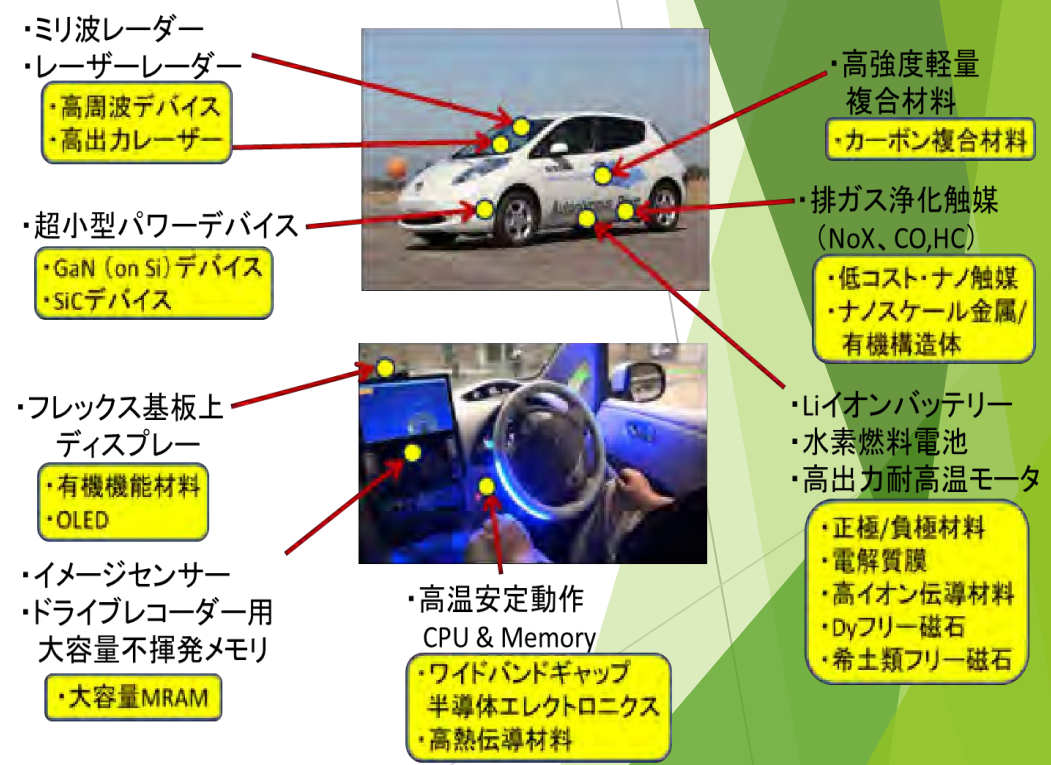 ・ミリ波レーダー
・レーザーレーダー
・高周波デバイス
・高出力レーザー
・超小型パワーデバイス
・GaN（on Si）デバイス
・SiCデバイス
・フレックス基板上
ディスプレー
・有機機能材料
・OLED
・イメージセンサー
・ドライブレコーダー用
大容量不揮発メモリ
・大容量MRAM
・高温安定動作
CPU & Memory
・ワイドバンドギャップ
半導体エレクトロニクス
・高熱伝導材料
・高強度軽量
複合材料
・カーボン複合材料
・排ガス浄化触媒
（NoX、CO,HC）
・低コスト・ナノ触媒
・ナノスケール金属/
有機構造体
・Liイオンバッテリー
・水素燃料電池
・高出力耐高温モータ
・正極/負極材料
・電解質膜
・高イオン伝導材料
・Dyフリー磁石
・希土類フリー磁石
Autonomous Drive